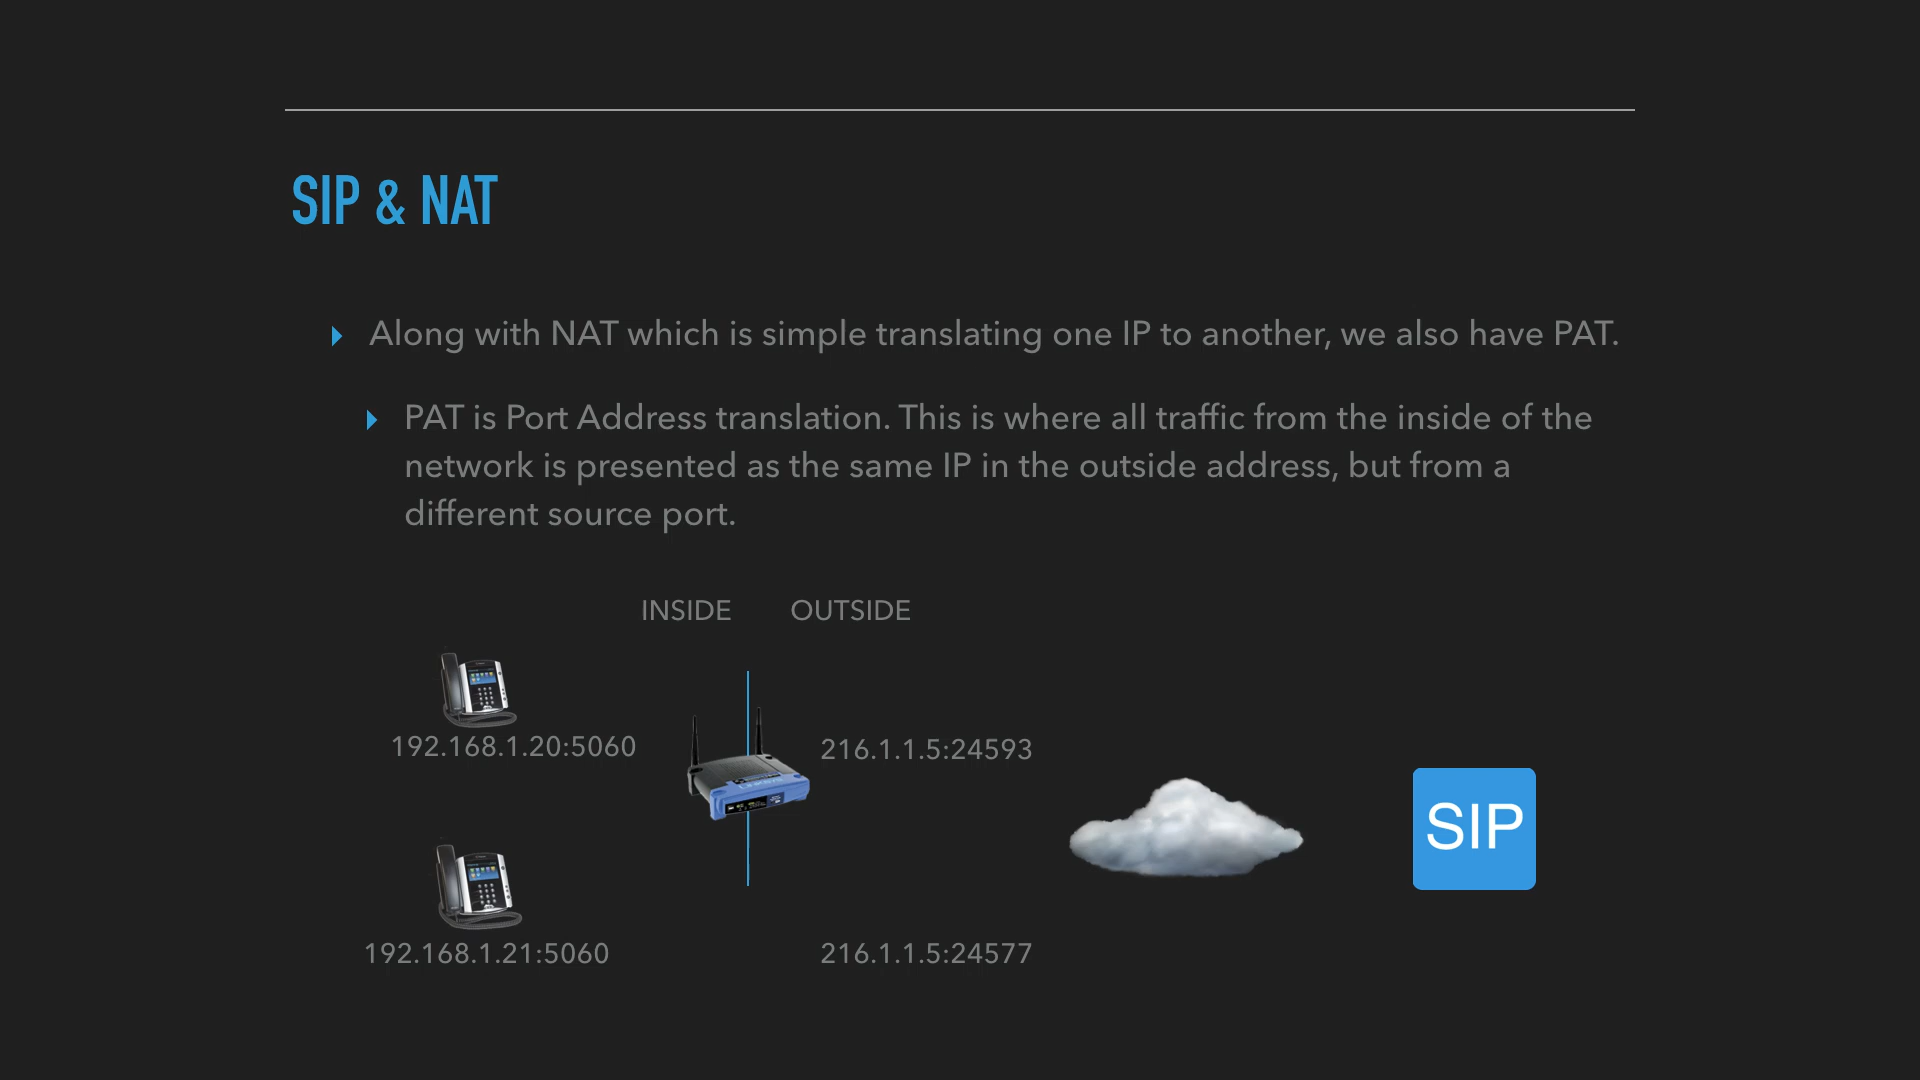 SIP & NAT
Along with NAT which is simple translating one IP to another, we also have PAT.
PAT is Port Address translation. This is where all traffic from the inside of the
network is presented as the same IP in the outside address, but from a
different source port.
INSIDE OUTSIDE
192.168.1.20:5060 216.1.1.5:24593
SIP
192.168.1.21:5060 216.1.1.5:24577